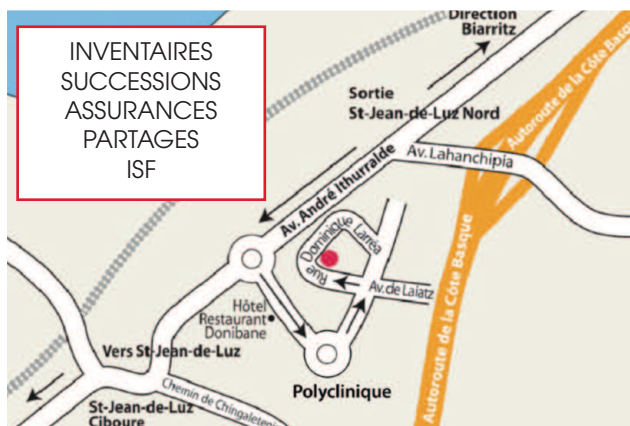 INVENTAIRES
SUCCESSIONS
ASSURANCES
PARTAGES
ISF
Direction
Biarritz
Sortie
St-Jean-de-Luz Nord
Autoroute de la Côte Basque
Av. Lahanchipia
Av. André Ithurralde
Rue Dominique Larréa
Av. de Laiatz
Hôtel
Restaurant
Donibane
Vers St-Jean-de-Luz
Polyclinique
Autoroute de la Côte Basque
St-Jean-de-Luz
Ciboure
Chemin de